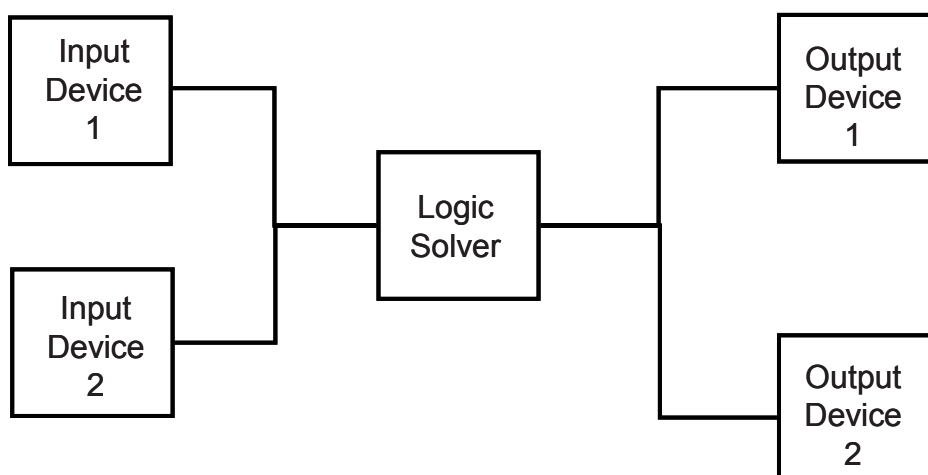 Input
Device
1
Input
Device
2
Logic
Solver
Output
Device
1
Output
Device
2